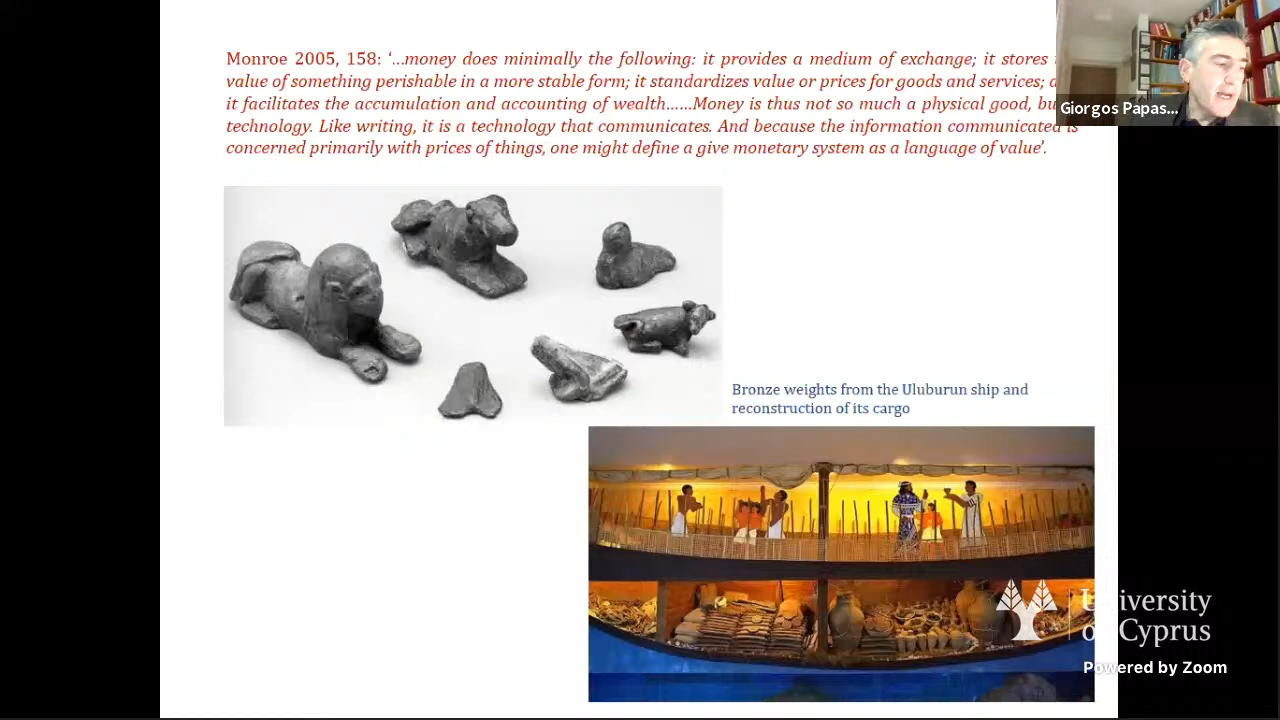 Monroe 2005, 158: ‘…money does minimally the following: it provides a medium of exchange; it stores
value of something perishable in a more stable form; it standardizes value or prices for goods and services;
it facilitates the accumulation and accounting of wealth……Money is thus not so much a physical good,
technology. Like writing, it is a technology that communicates. And because the information communicated is
concerned primarily with prices of things, one might define a give monetary system as a language of value’.
Giorgos Papas...
Bronze weights from the Uluburun ship and
reconstruction of its cargo
University
of Cyprus
Powered by Zoom